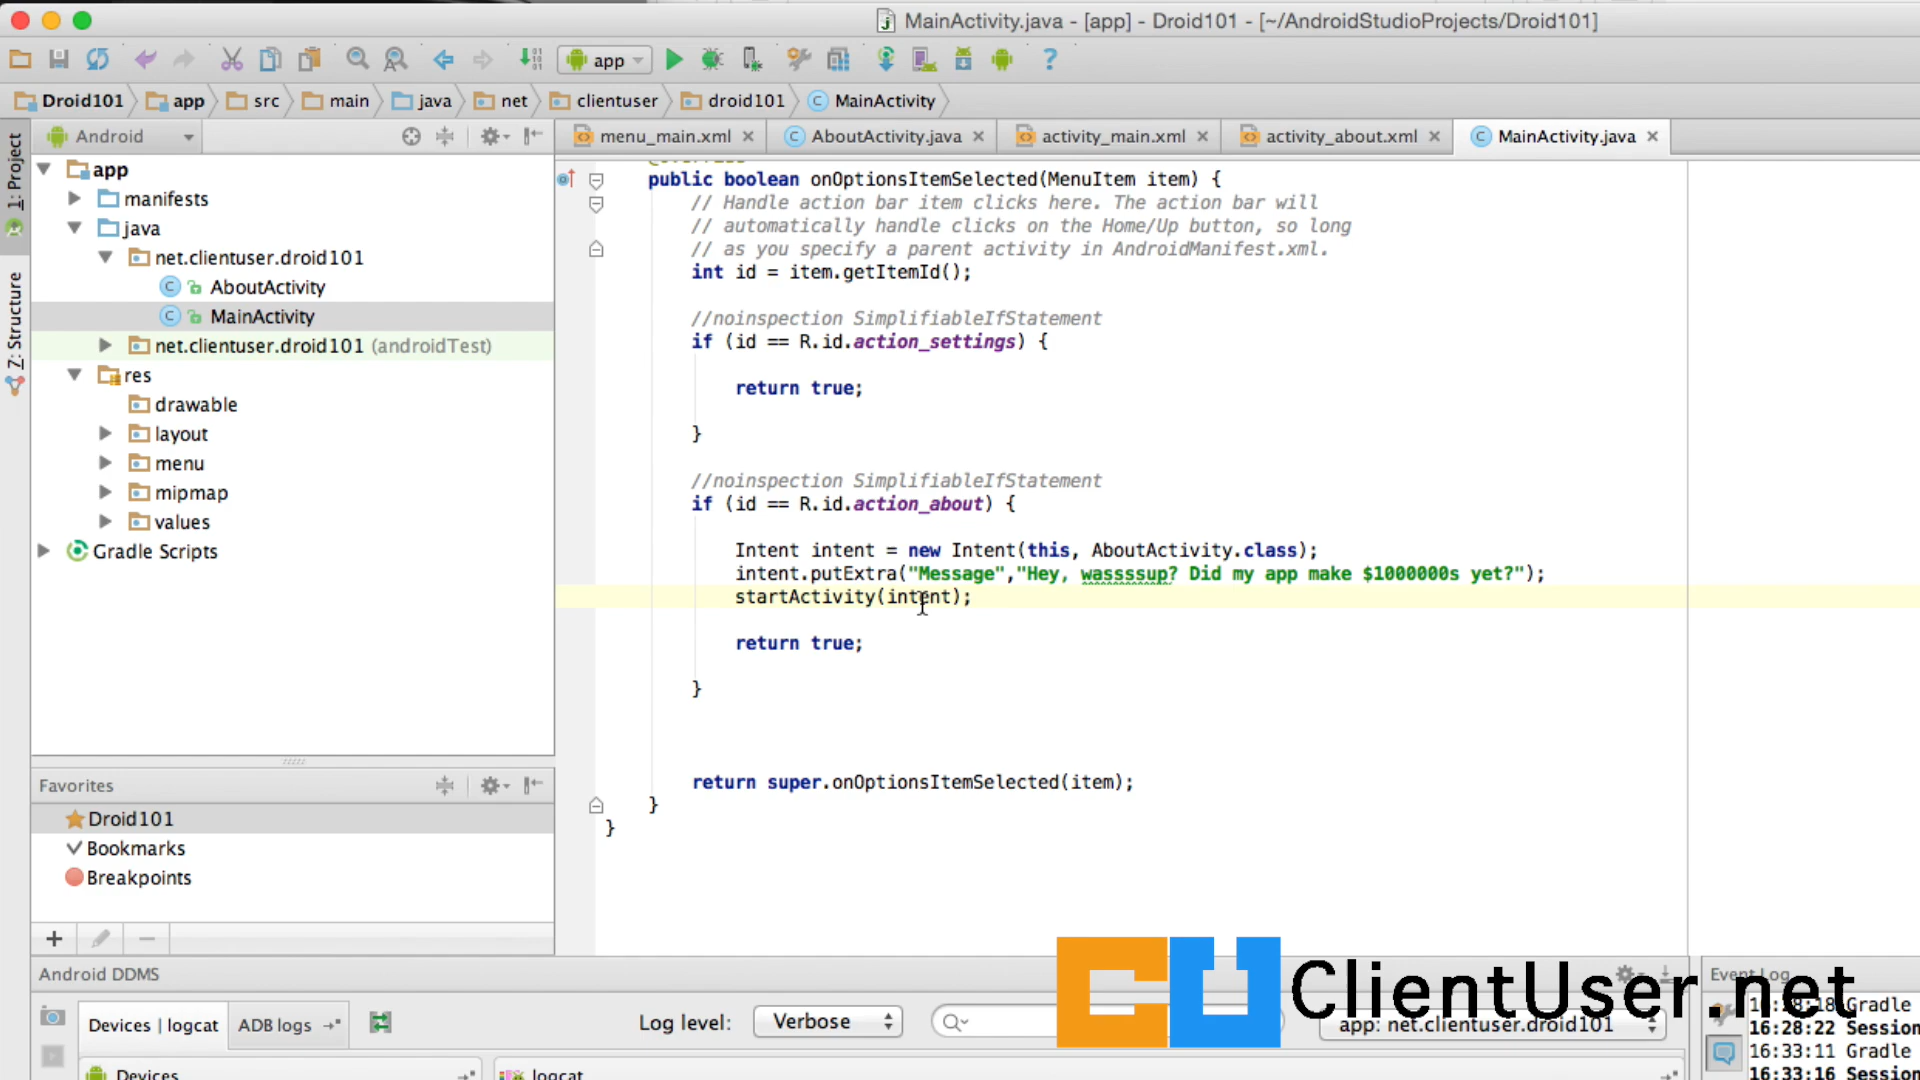 MainActivity.java - [app] - Droid101 - [~/AndroidStudioProjects/Droid101]
app
Droid101 app src main java net clientuser droid101 MainActivity
1: Project
Z: Structure
Android
menu_main.xml AboutActivity.java activity_main.xml activity_about.xml MainActivity.java
app
manifests
java
net.clientuser.droid101
AboutActivity
MainActivity
net.clientuser.droid101 (androidTest)
res
drawable
layout
menu
mipmap
values
Gradle Scripts
public boolean onOptionsItemSelected(MenuItem item) {
// Handle action bar item clicks here. The action bar will
// automatically handle clicks on the Home/Up button, so long
// as you specify a parent activity in AndroidManifest.xml.
int id = item.getItemId();
//noinspection SimplifiableIfStatement
if (id == R.id.action_settings) {
return true;
}
//noinspection SimplifiableIfStatement
if (id == R.id.action_about) {
Intent intent = new Intent(this, AboutActivity.class);
intent.putExtra("Message","Hey, wasssssup? Did my app make $1000000s yet?");
startActivity(intent);
return true;
}
return super.onOptionsItemSelected(item);
}
}
Favorites
Droid101
Bookmarks
Breakpoints
Android DDMS
Devices | logcat ADB logs
Log level: Verbose
app: net.clientuser.droid101
Devices
logcat
ClientUser.net
Event Log
Gradle
16:28:22 Session
16:33:11 Gradle
16:33:16 Session